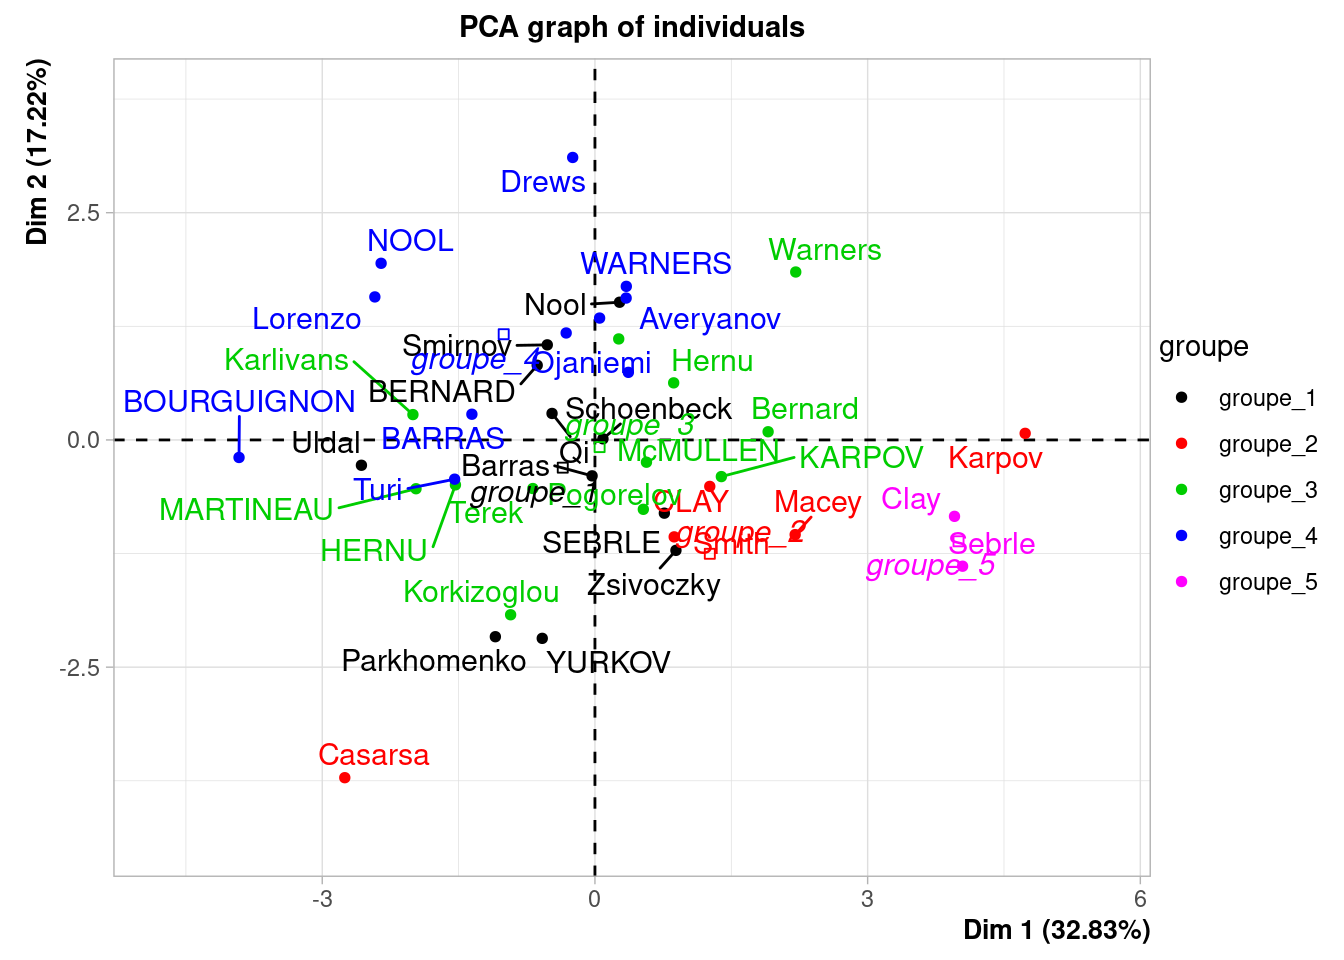 PCA graph of individuals
Dim 2 (17.22%)
2.5
0.0
-2.5
Drews
NOOL
Warners
WARNERS
Nool
Lorenzo
Averyanov
Smirnov
Karlivans
groupe_4
Ojaniemi
Hernu
BERNARD
BOURGUIGNON
Schoenbeck
Bernard
groupe_3
Uldal
BARRAS
Qi
McMULLEN
KARPOV
Karpov
Barras
Turi
groupe_1
Pogorelov
CLAY
Macey
Clay
MARTINEAU
Terek
groupe_2
HERNU
SEBRLE
Smith
Sebrle
groupe_5
Zsivoczky
Korkizoglou
Parkhomenko
YURKOV
Casarsa
-3
0
3
6
Dim 1 (32.83%)
groupe
groupe_1
groupe_2
groupe_3
groupe_4
groupe_5